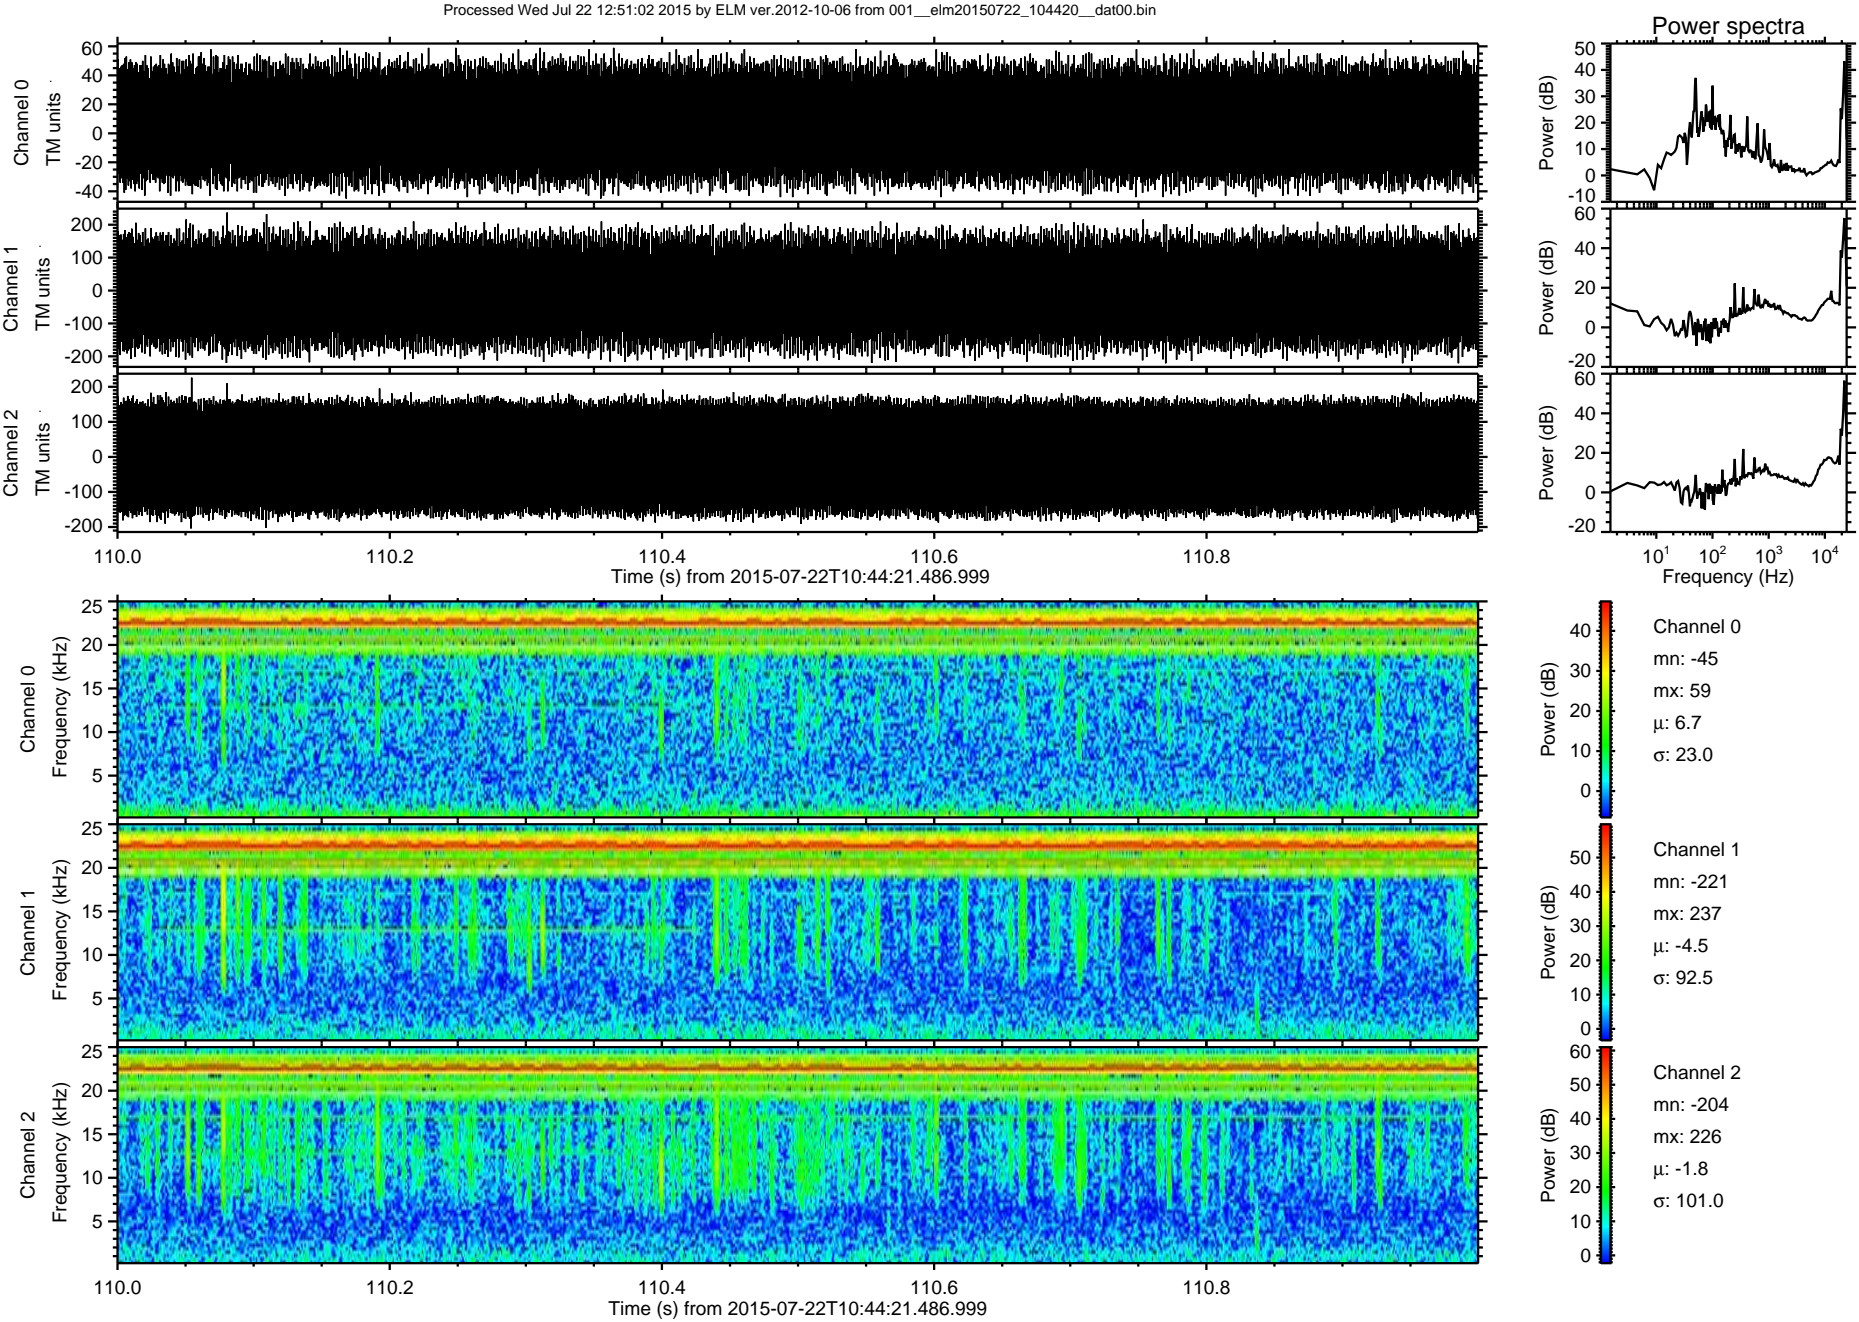 Processed Wed Jul 22 12:51:02 2015 by ELM ver.2012-10-06 from 001__elm20150722_104420__dat00.bin
Power spectra
Channel 0
TM units
60
40
20
0
-20
-40
Power (dB)
50
40
30
20
10
0
-10
Channel 1
TM units
200
100
0
-100
-200
Power (dB)
60
40
20
0
-20
Channel 2
TM units
200
100
0
-100
-200
Power (dB)
60
40
20
0
-20
110.0 110.2 110.4 110.6 110.8
Time (s) from 2015-07-22T10:44:21.486.999
10^1 10^2 10^3 10^4
Frequency (Hz)
Channel 0
Frequency (kHz)
25
20
15
10
5
Power (dB)
40
30
20
10
0
Channel 0
mn: -45
mx: 59
μ: 6.7
σ: 23.0
Channel 1
Frequency (kHz)
25
20
15
10
5
Power (dB)
50
40
30
20
10
0
Channel 1
mn: -221
mx: 237
μ: -4.5
σ: 92.5
Channel 2
Frequency (kHz)
25
20
15
10
5
Power (dB)
60
50
40
30
20
10
0
Channel 2
mn: -204
mx: 226
μ: -1.8
σ: 101.0
110.0 110.2 110.4 110.6 110.8
Time (s) from 2015-07-22T10:44:21.486.999